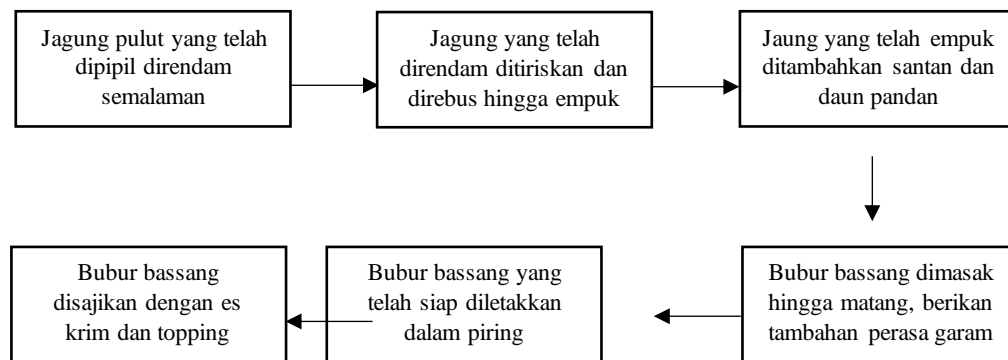 Jagung pulut yang telah
dipipil direndam
semalaman
Jagung yang telah
direndam ditiriskan dan
direbus hingga empuk
Jaung yang telah empuk
ditambahkan santan dan
daun pandan
Bubur bassang dimasak
hingga matang, berikan
tambahan perasa garam
Bubur bassang yang
telah siap diletakkan
dalam piring
Bubur bassang
disajikan dengan es
krim dan topping